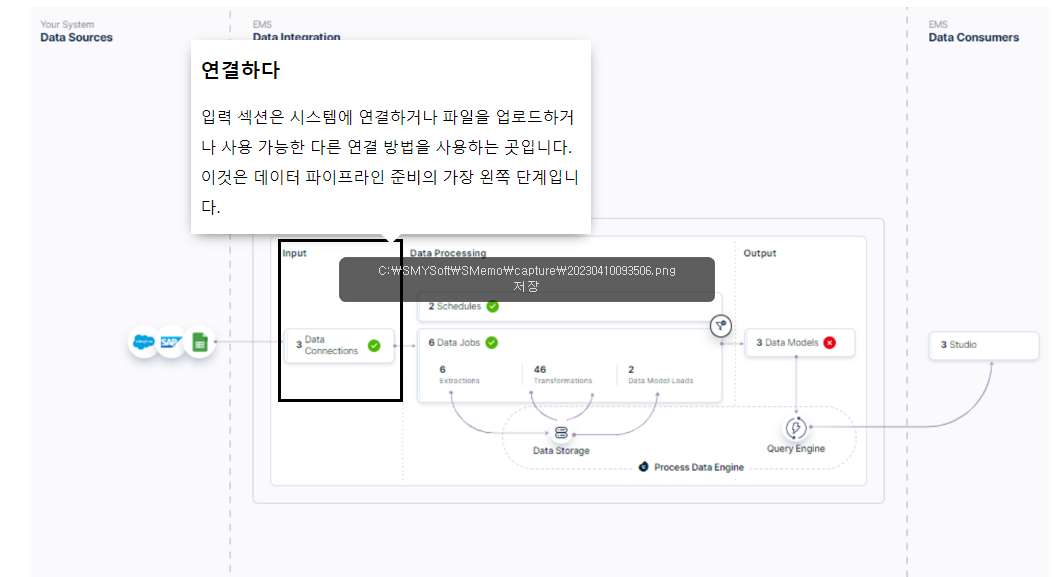 Your System
Data Sources
EMS
Data Integration
EMS
Data Consumers
연결하다
입력 섹션은 시스템에 연결하거나 파일을 업로드하거
나 사용 가능한 다른 연결 방법을 사용하는 곳입니다.
이것은 데이터 파이프라인 준비의 가장 왼쪽 단계입니
다.
Input
Data Processing
Output
C:₩SMYSoft₩SMemo₩capture₩20230410093506.png
저장
2 Schedules
SAP
3 Data
Connections
6 Data Jobs
3 Data Models
3 Studio
6
Extractions
46
Transformations
2
Data Model Loads
Data Storage
Query Engine
Process Data Engine